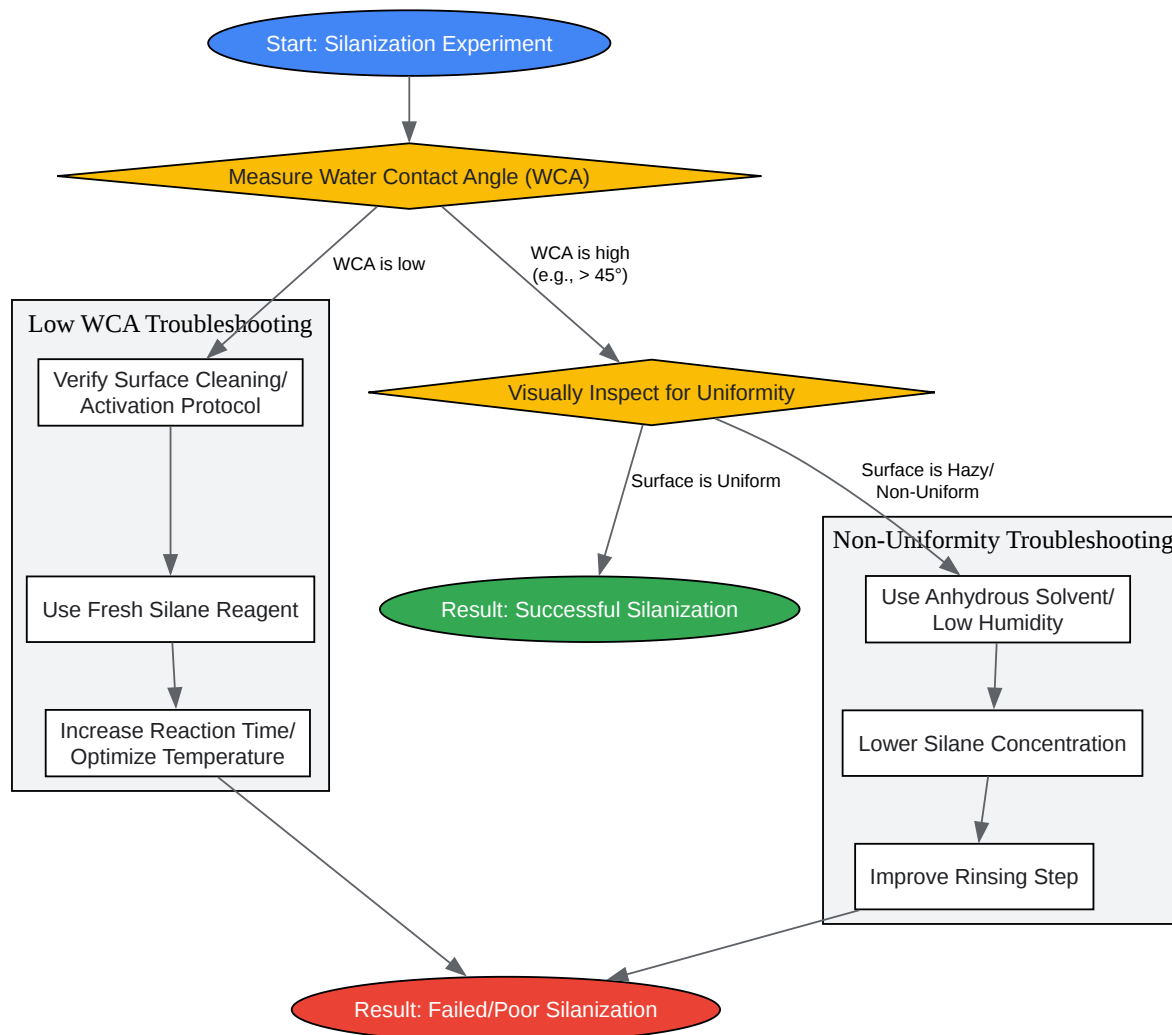 Start: Silanization Experiment
Measure Water Contact Angle (WCA)
WCA is low
WCA is high
(e.g., > 45°)
Low WCA Troubleshooting
Verify Surface Cleaning/
Activation Protocol
Use Fresh Silane Reagent
Increase Reaction Time/
Optimize Temperature
Visually Inspect for Uniformity
Surface is Uniform
Surface is Hazy/
Non-Uniform
Result: Successful Silanization
Non-Uniformity Troubleshooting
Use Anhydrous Solvent/
Low Humidity
Lower Silane Concentration
Improve Rinsing Step
Result: Failed/Poor Silanization